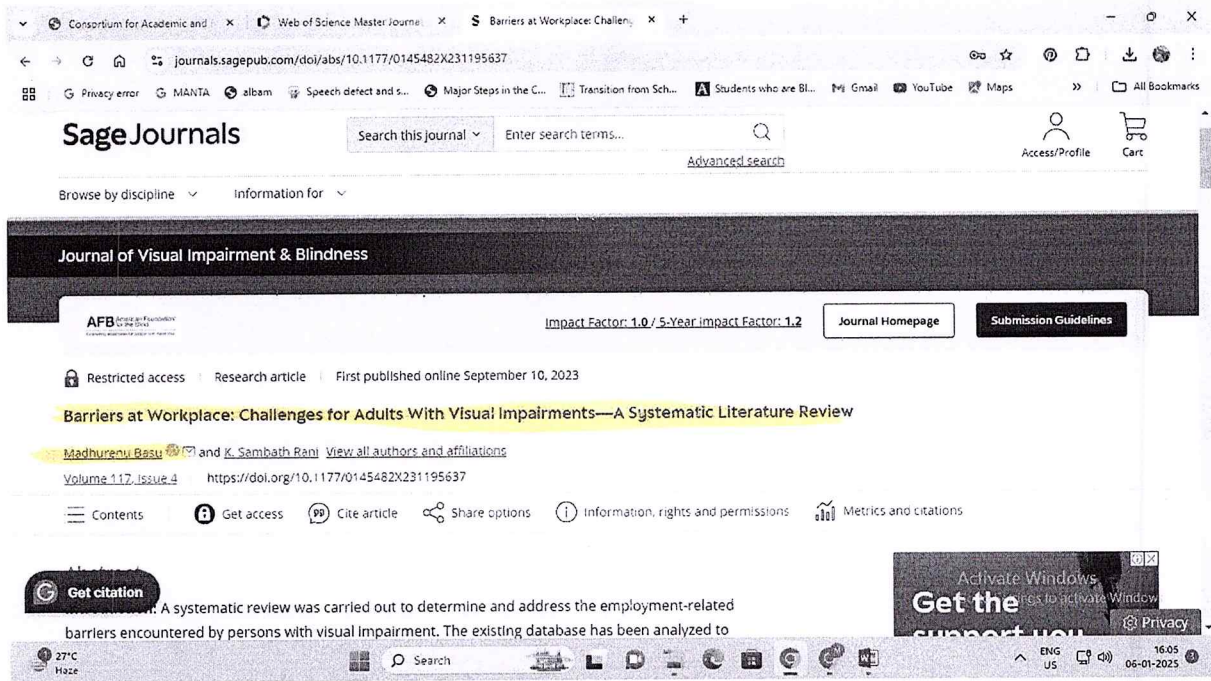 Consortium for Academic and
Web of Science Master Journal
S Barriers at Workplace: Challen
journals.sagepub.com/doi/abs/10.1177/0145482X231195637
Privacy error MANTA albam Speech defect and s... Major Steps in the C... Transition from Sch... Students who are Bl... Gmail YouTube Maps All Bookmarks
Sage Journals
Search this journal Enter search terms...
Advanced search
Access/Profile Cart
Browse by discipline Information for
Journal of Visual Impairment & Blindness
AFB American Foundation for the Blind
Impact Factor: 1.0 / 5-Year Impact Factor: 1.2 Journal Homepage Submission Guidelines
Restricted access Research article First published online September 10, 2023
Barriers at Workplace: Challenges for Adults With Visual Impairments—A Systematic Literature Review
Madhurenu Basu and K. Sambath Rani View all authors and affiliations
Volume 117, Issue 4 https://doi.org/10.1177/0145482X231195637
Contents Get access Cite article Share options Information, rights and permissions Metrics and citations
Get citation
A systematic review was carried out to determine and address the employment-related
barriers encountered by persons with visual impairment. The existing database has been analyzed to
Activate Windows
Get the
support you
Privacy
27°C
Haze
Search
ENG
US
16.05
06-01-2025